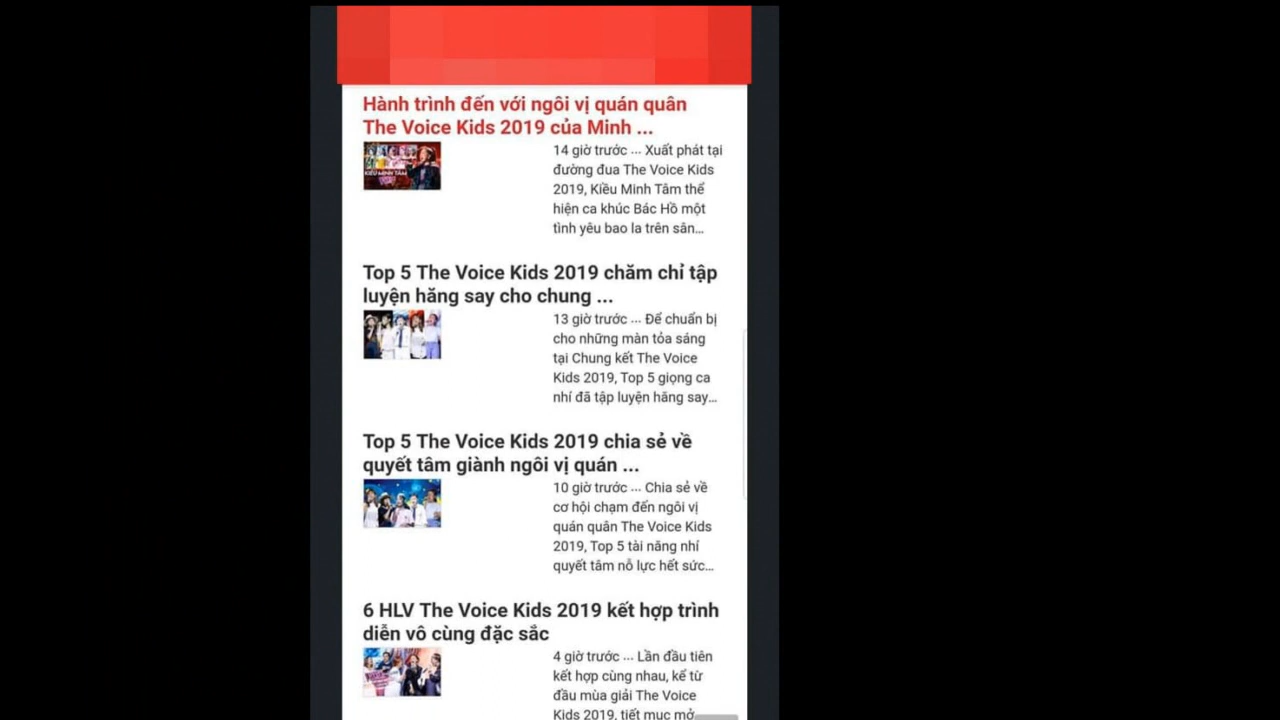 Hành trình đến với ngôi vị quán quân
The Voice Kids 2019 của Minh ...
KIỀU MINH TÂM
14 giờ trước ... Xuất phát tại
đường đua The Voice Kids
2019, Kiều Minh Tâm thể
hiện ca khúc Bác Hồ một
tình yêu bao la trên sân...
Top 5 The Voice Kids 2019 chăm chỉ tập
luyện hăng say cho chung ...
13 giờ trước ... Để chuẩn bị
cho những màn tỏa sáng
tại Chung kết The Voice
Kids 2019, Top 5 giọng ca
nhí đã tập luyện hăng say...
Top 5 The Voice Kids 2019 chia sẻ về
quyết tâm giành ngôi vị quán ...
10 giờ trước ... Chia sẻ về
cơ hội chạm đến ngôi vị
quán quân The Voice Kids
2019, Top 5 tài năng nhí
quyết tâm nỗ lực hết sức...
6 HLV The Voice Kids 2019 kết hợp trình
diễn vô cùng đặc sắc
4 giờ trước ... Lần đầu tiên
kết hợp cùng nhau, kể từ
đầu mùa giải The Voice
Kids 2019, tiết mục mở